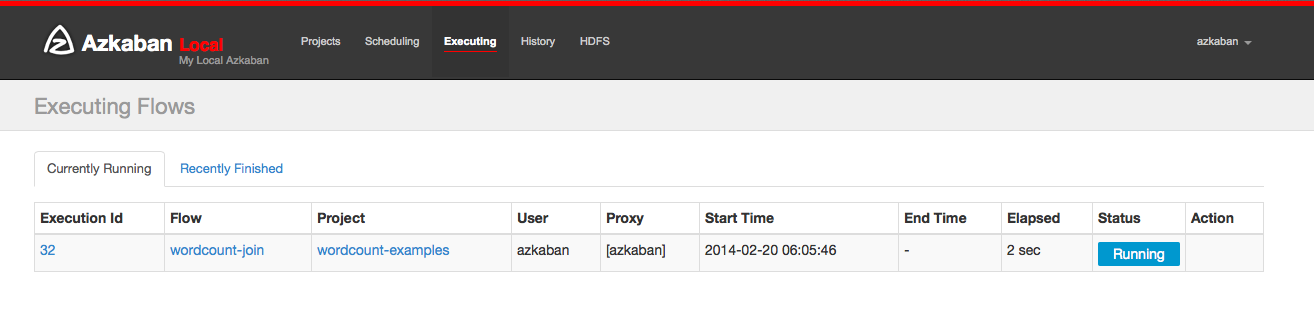 Azkaban Local
My Local Azkaban
Projects Scheduling Executing History HDFS
azkaban
Executing Flows
Currently Running Recently Finished
Execution Id Flow Project User Proxy Start Time End Time Elapsed Status Action
32 wordcount-join wordcount-examples azkaban [azkaban] 2014-02-20 06:05:46 - 2 sec Running